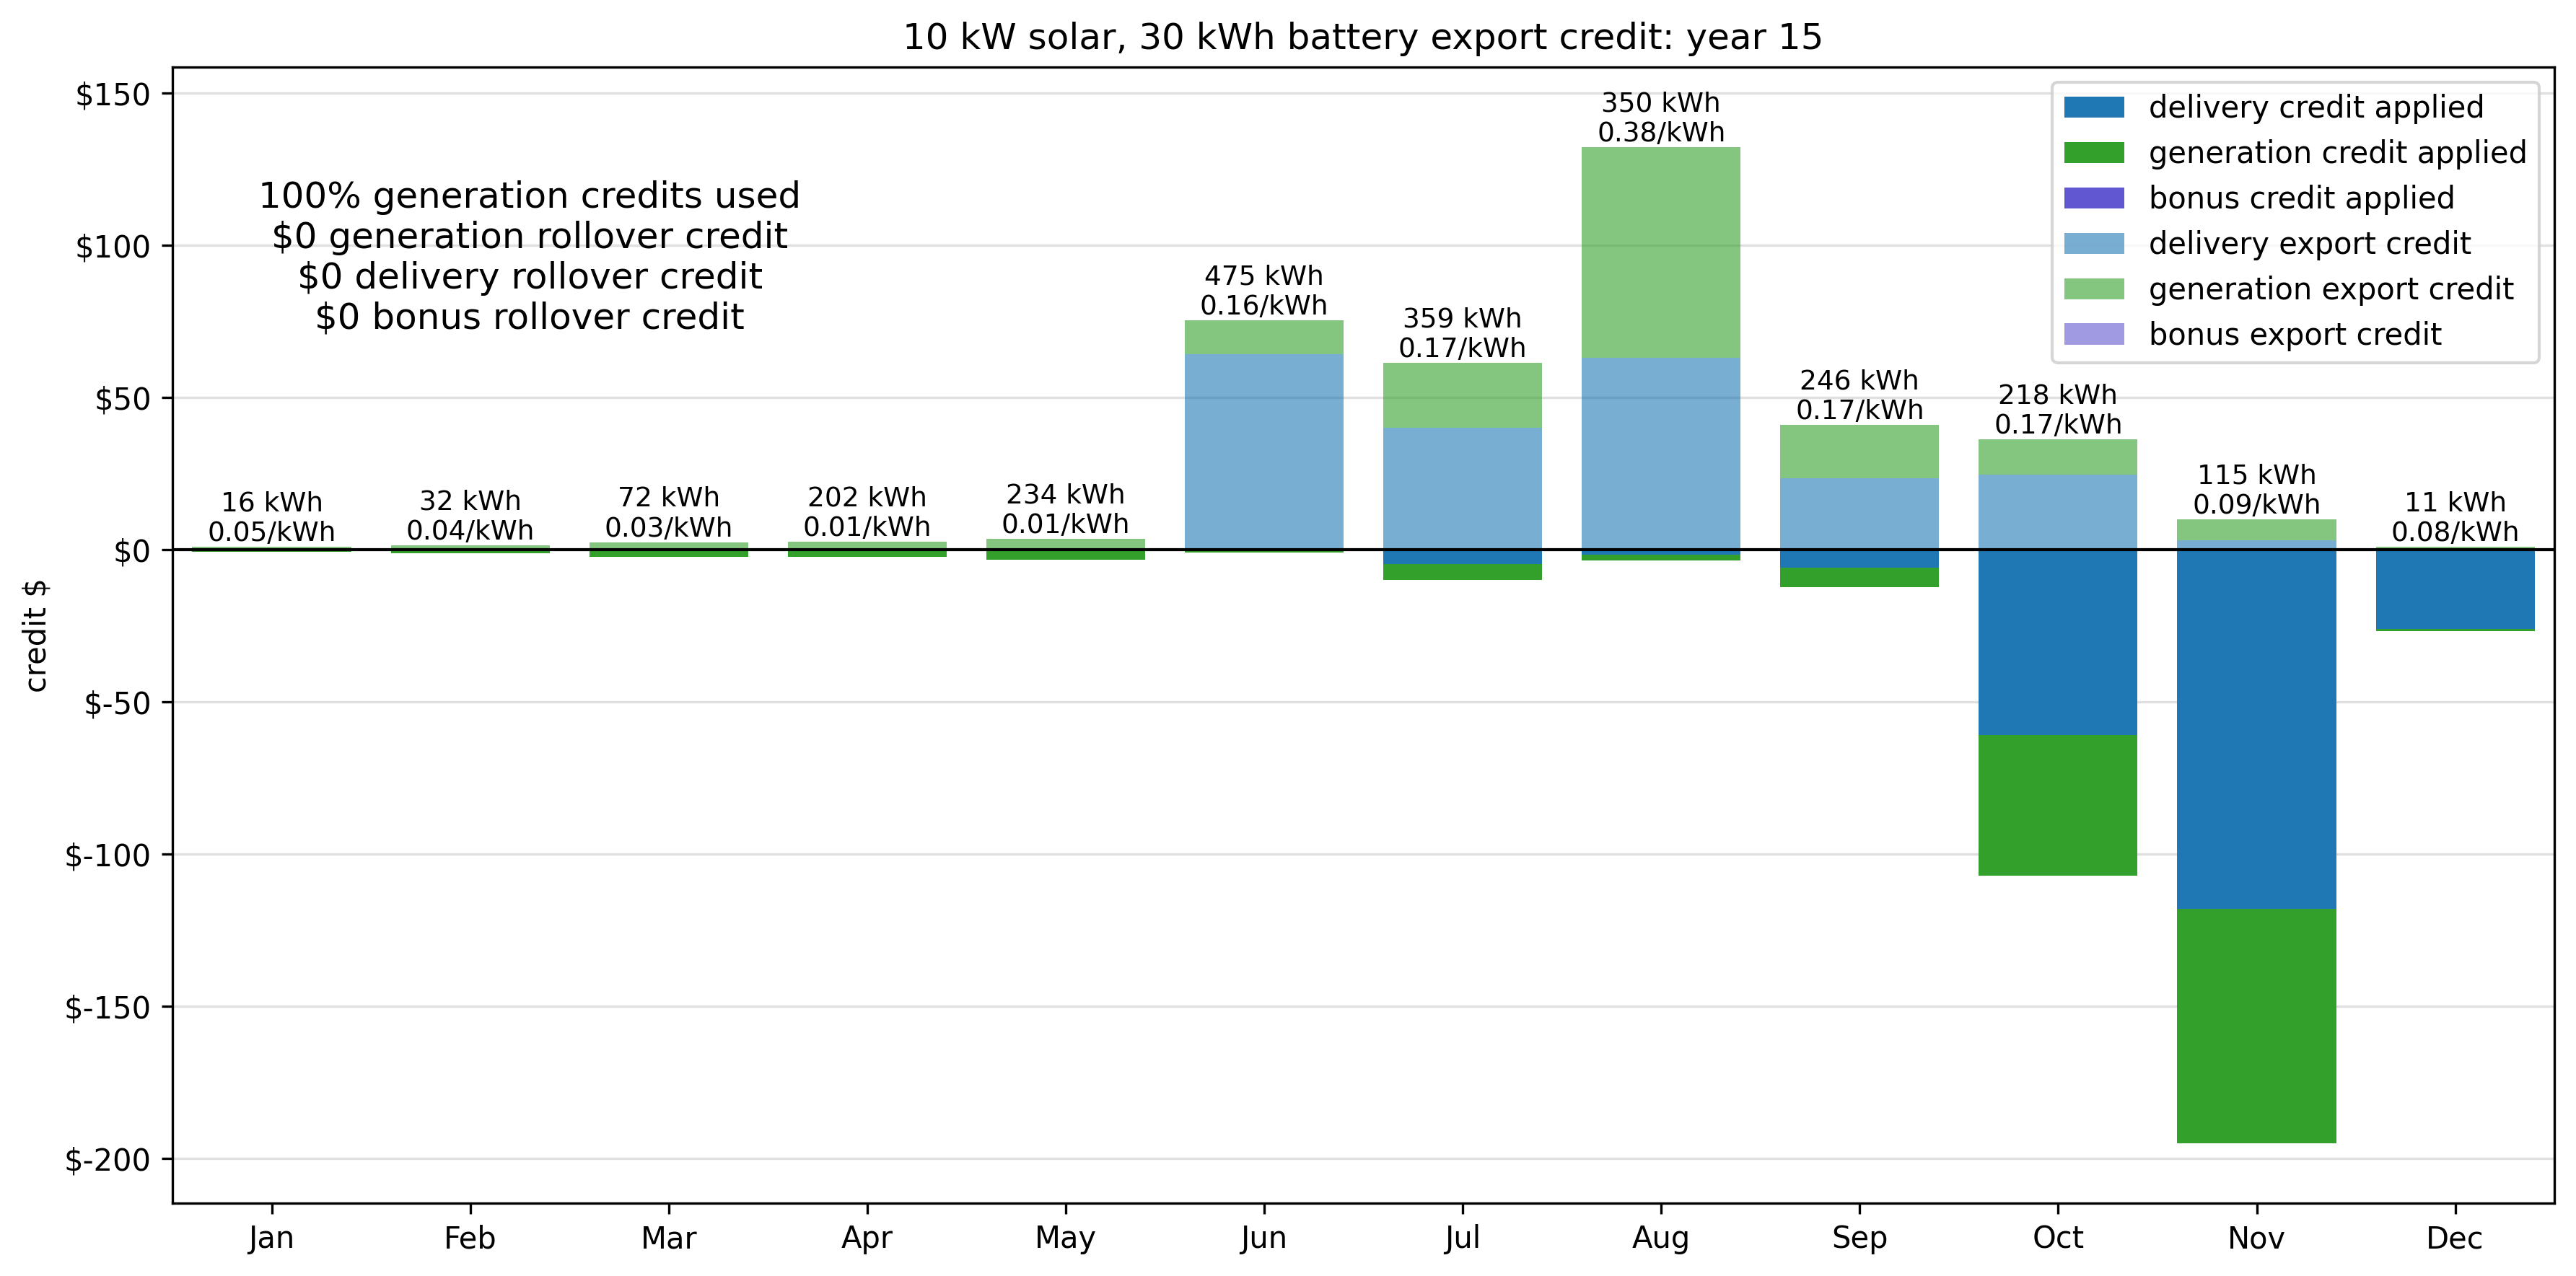 10 kW solar, 30 kWh battery export credit: year 15
credit $
$150
$100
$50
$0
$-50
$-100
$-150
$-200
100% generation credits used
$0 generation rollover credit
$0 delivery rollover credit
$0 bonus rollover credit
16 kWh
0.05/kWh
32 kWh
0.04/kWh
72 kWh
0.03/kWh
202 kWh
0.01/kWh
234 kWh
0.01/kWh
475 kWh
0.16/kWh
359 kWh
0.17/kWh
350 kWh
0.38/kWh
246 kWh
0.17/kWh
218 kWh
0.17/kWh
115 kWh
0.09/kWh
11 kWh
0.08/kWh
delivery credit applied
generation credit applied
bonus credit applied
delivery export credit
generation export credit
bonus export credit
Jan
Feb
Mar
Apr
May
Jun
Jul
Aug
Sep
Oct
Nov
Dec